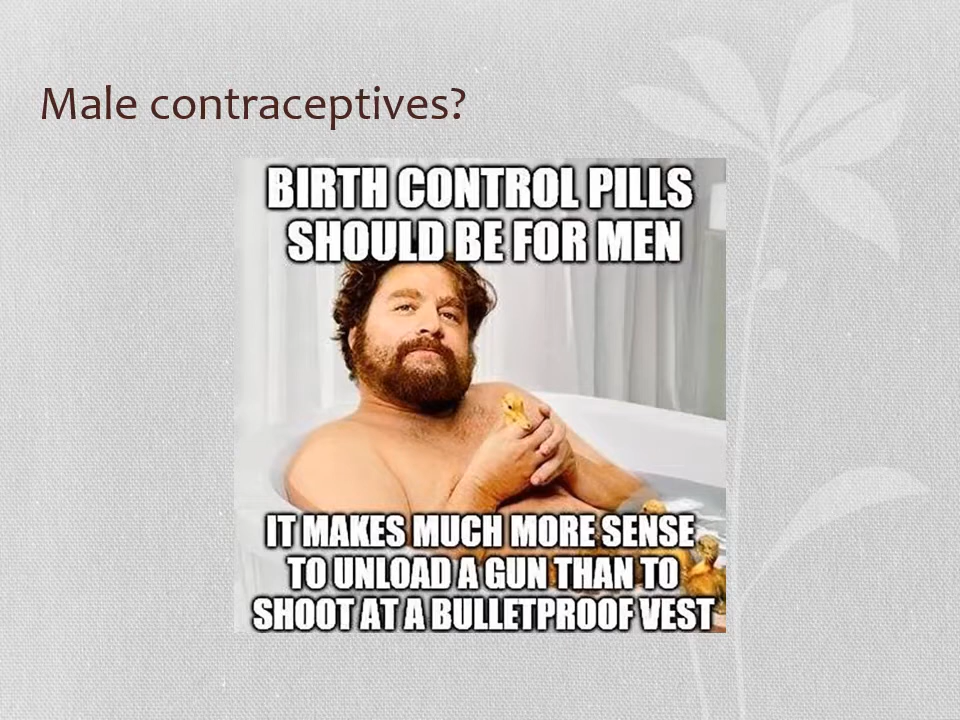 Male contraceptives?
BIRTH CONTROL PILLS
SHOULD BE FOR MEN
IT MAKES MUCH MORE SENSE
TO UNLOAD A GUN THAN TO
SHOOT AT A BULLETPROOF VEST